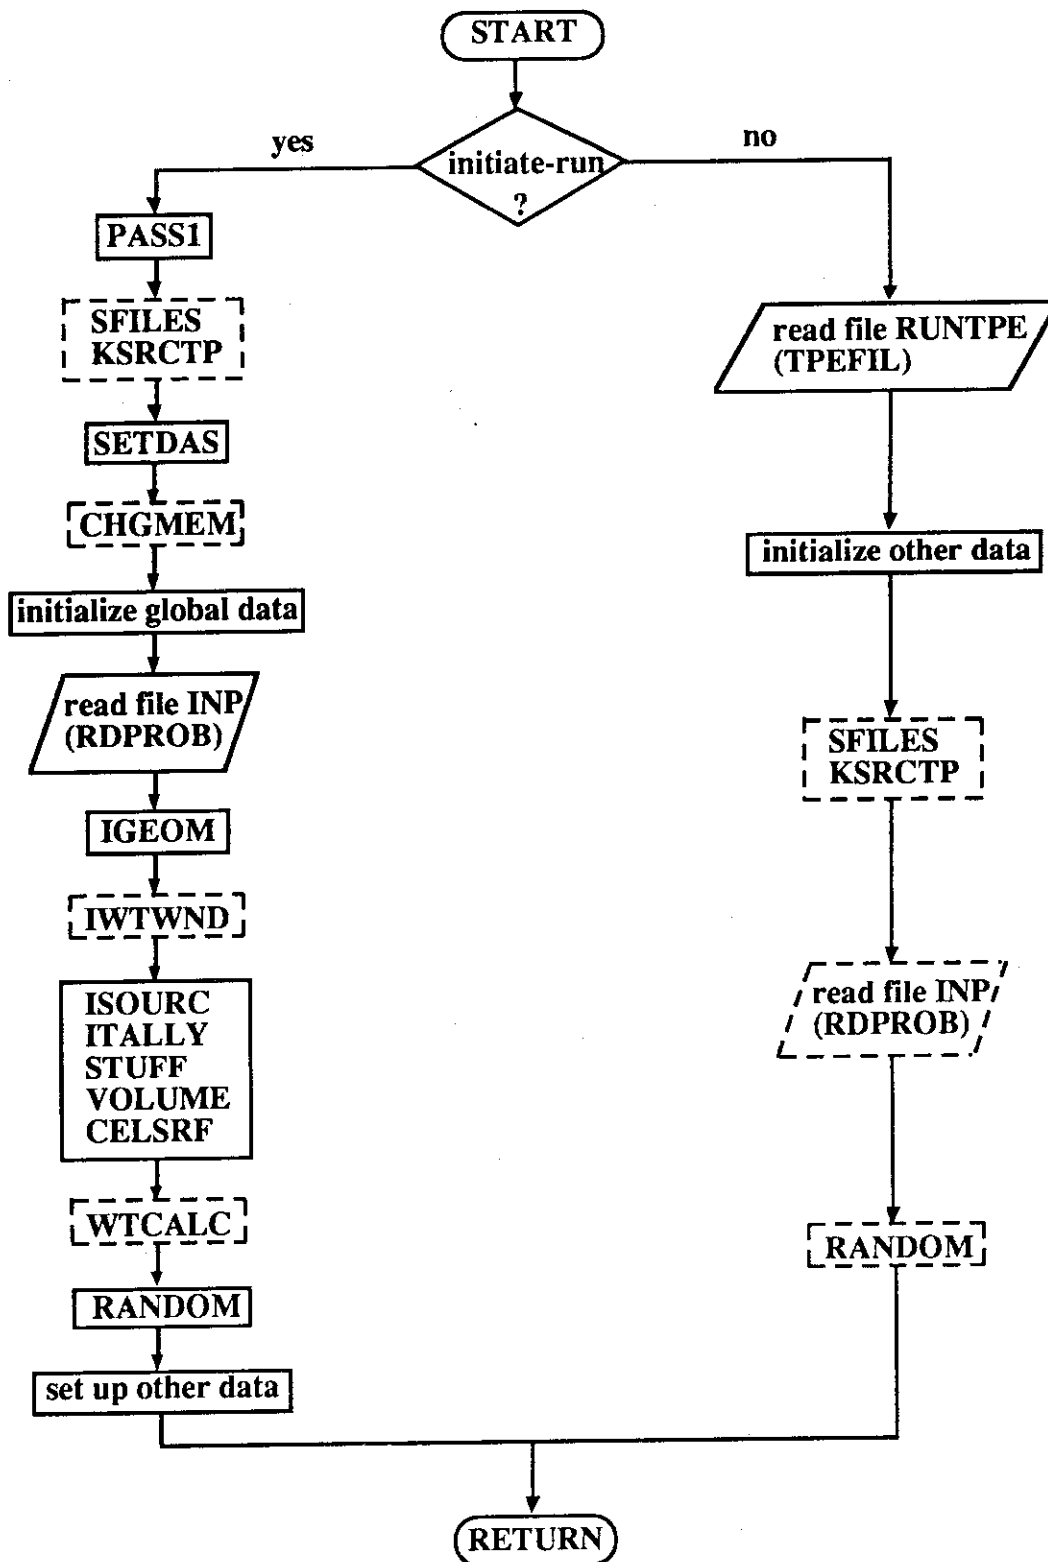 START
initiate-run
?
yes
no
PASS1
SFILES
KSRCTP
SETDAS
CHGMEM
initialize global data
read file INP
(RDPROB)
IGEOM
IWTWND
ISOURC
ITALLY
STUFF
VOLUME
CELSRF
WTCALC
RANDOM
set up other data
read file RUNTPE
(TPEFIL)
initialize other data
SFILES
KSRCTP
read file INP
(RDPROB)
RANDOM
RETURN